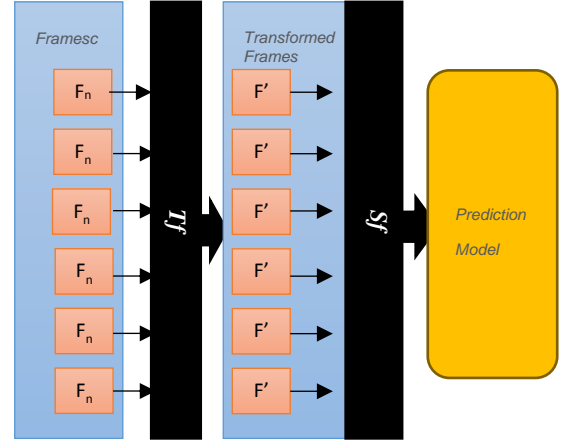 Framesc
Transformed
Frames
Fn
F'
Fn
F'
Fn
F'
Fn
F'
Fn
F'
Fn
F'
Tf
Sf
Prediction
Model